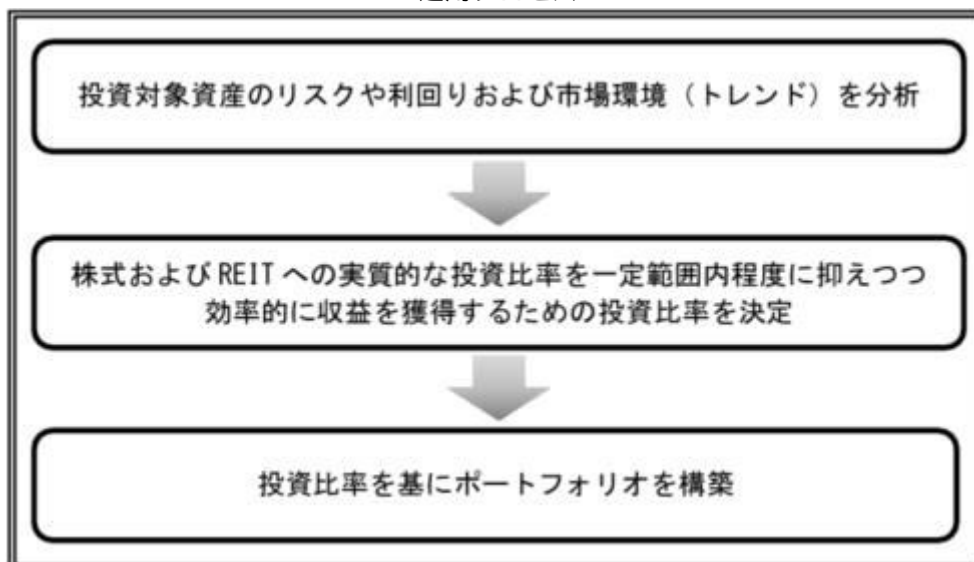 投資対象資産のリスクや利回りおよび市場環境（トレンド）を分析
株式および REIT への実質的な投資比率を一定範囲内程度に抑えつつ
効率的に収益を獲得するための投資比率を決定
投資比率を基にポートフォリオを構築